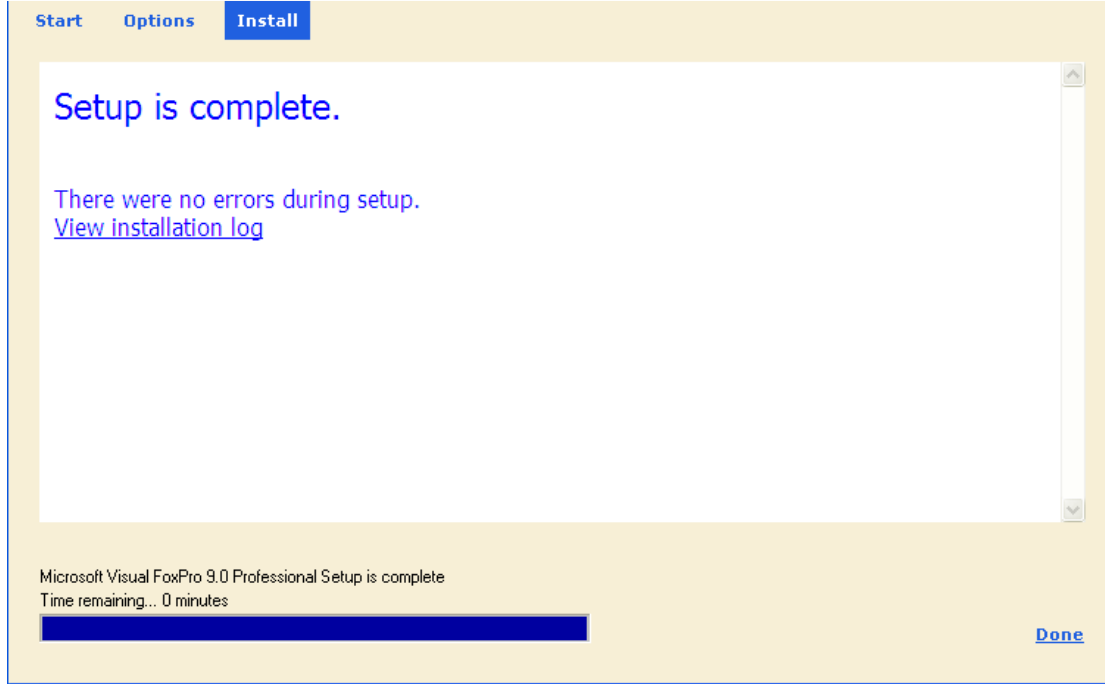 Start Options Install
Setup is complete.
There were no errors during setup.
View installation log
Microsoft Visual FoxPro 9.0 Professional Setup is complete
Time remaining... 0 minutes
Done